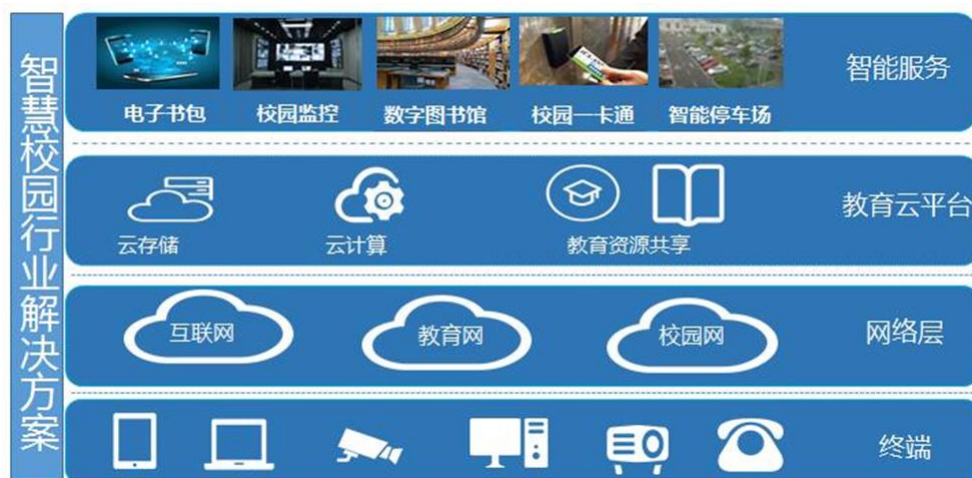 智慧校园行业解决方案
智能服务
电子书包 校园监控 数字图书馆 校园一卡通 智能停车场
教育云平台
云存储 云计算 教育资源共享
互联网 教育网 校园网 网络层
终端